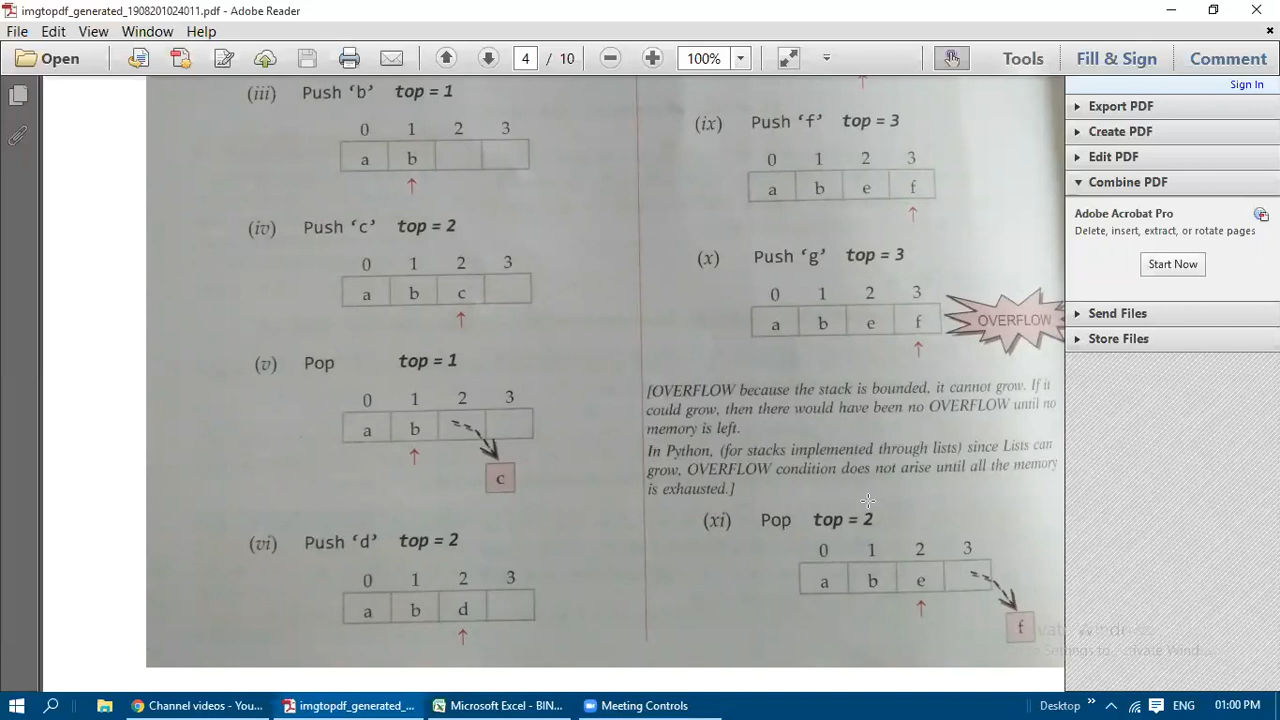 imgtopdf_generated_1908201024011.pdf - Adobe Reader
File Edit View Window Help
Open 4 / 10 100% Tools Fill & Sign Comment
Sign In
Export PDF
Create PDF
Edit PDF
Combine PDF
Adobe Acrobat Pro
Delete, insert, extract, or rotate pages.
Start Now
Send Files
Store Files
(iii) Push ‘b’ top = 1
0 1 2 3
a b
(iv) Push ‘c’ top = 2
0 1 2 3
a b c
(v) Pop top = 1
0 1 2 3
a b
c
(vi) Push ‘d’ top = 2
0 1 2 3
a b d
(ix) Push ‘f’ top = 3
0 1 2 3
a b e f
(x) Push ‘g’ top = 3
0 1 2 3
a b e f
OVERFLOW
[OVERFLOW because the stack is bounded, it cannot grow. If it
could grow, then there would have been no OVERFLOW until no
memory is left.
In Python, (for stacks implemented through lists) since Lists can
grow, OVERFLOW condition does not arise until all the memory
is exhausted.]
(xi) Pop top = 2
0 1 2 3
a b e
f
Windows
to Settings to Activate
Channel videos - You...
imgtopdf_generated_...
Microsoft Excel - BIN...
Meeting Controls
Desktop » ENG 01:00 PM